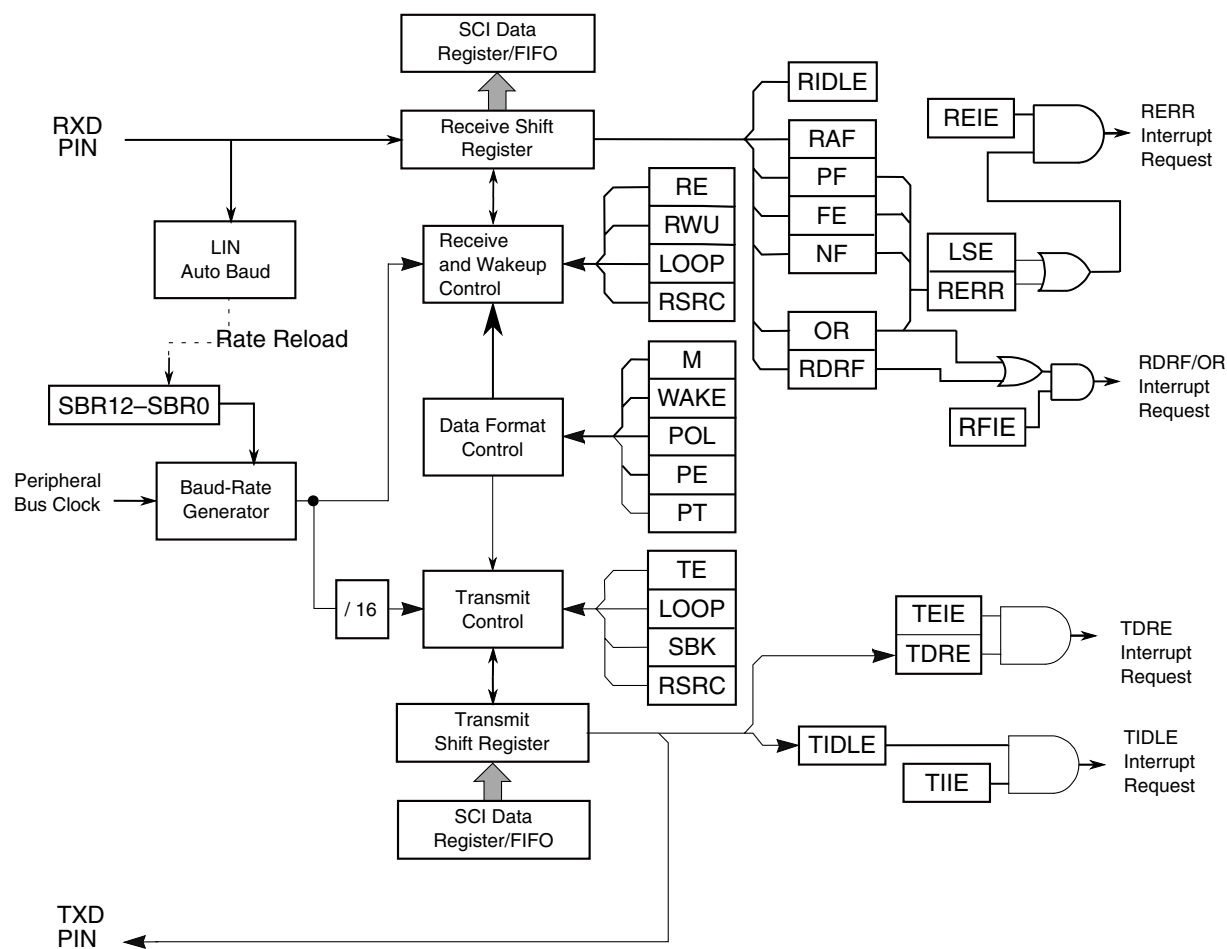 SCI Data
Register/FIFO
RXD
PIN
Receive Shift
Register
RIDLE
RAF
PF
FE
NF
OR
RDRF
REIE
RERR
Interrupt
Request
LSE
RERR
RDRF/OR
Interrupt
Request
RFIE
LIN
Auto Baud
Rate Reload
SBR12–SBR0
Receive
and Wakeup
Control
RE
RWU
LOOP
RSRC
Data Format
Control
M
WAKE
POL
PE
PT
Peripheral
Bus Clock
Baud-Rate
Generator
/ 16
Transmit
Control
TE
LOOP
SBK
RSRC
TEIE
TDRE
TDRE
Interrupt
Request
Transmit
Shift Register
TIDLE
TIIE
TIDLE
Interrupt
Request
SCI Data
Register/FIFO
TXD
PIN